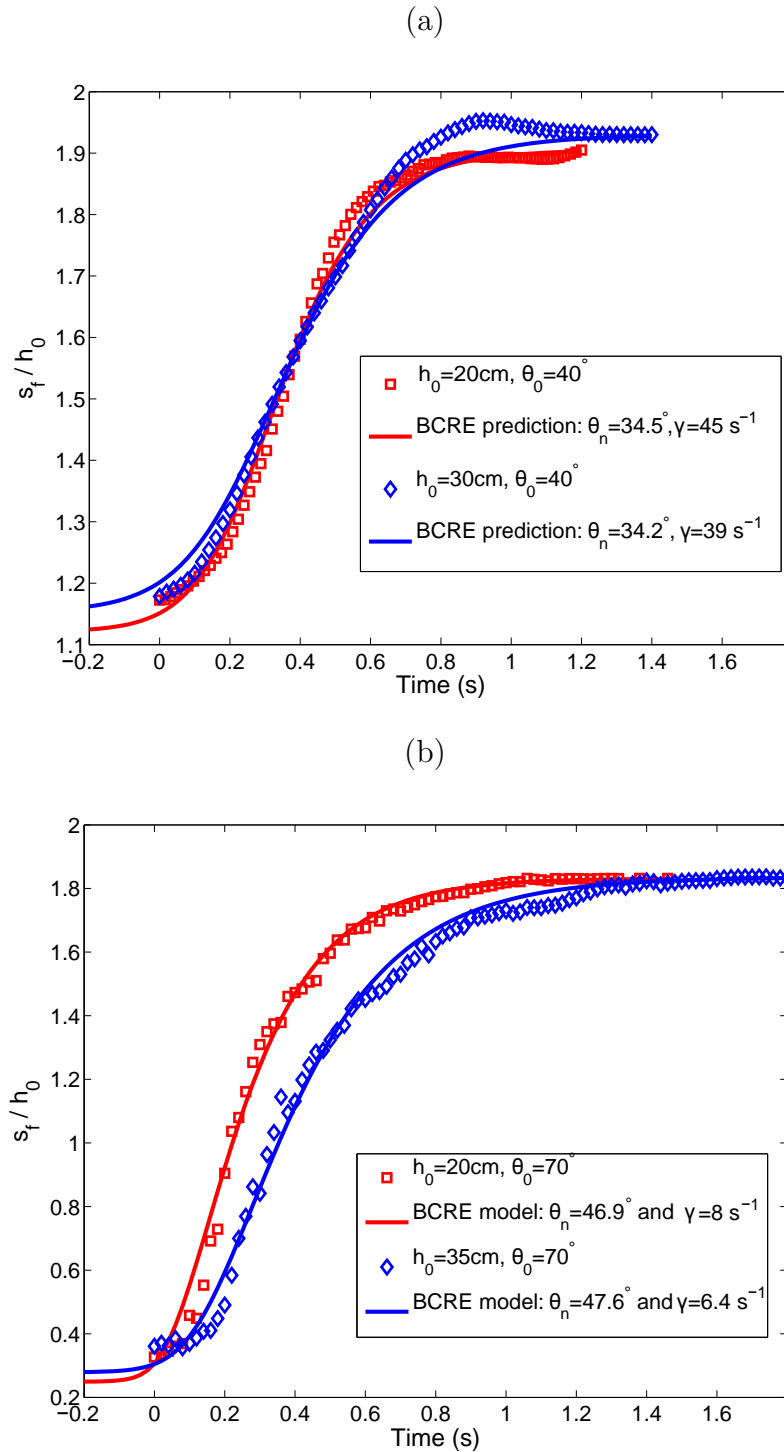 (a)
2
1.9
1.8
1.7
1.6
1.5
1.4
1.3
1.2
1.1
s_f / h_0
h_0=20cm, θ_0=40°
BCRE prediction: θ_n=34.5°, γ=45 s⁻¹
h_0=30cm, θ_0=40°
BCRE prediction: θ_n=34.2°, γ=39 s⁻¹
−0.2 0 0.2 0.4 0.6 0.8 1 1.2 1.4 1.6
Time (s)
(b)
2
1.8
1.6
1.4
1.2
1
0.8
0.6
0.4
0.2
s_f / h_0
h_0=20cm, θ_0=70°
BCRE model: θ_n=46.9° and γ=8 s⁻¹
h_0=35cm, θ_0=70°
BCRE model: θ_n=47.6° and γ=6.4 s⁻¹
−0.2 0 0.2 0.4 0.6 0.8 1 1.2 1.4 1.6
Time (s)